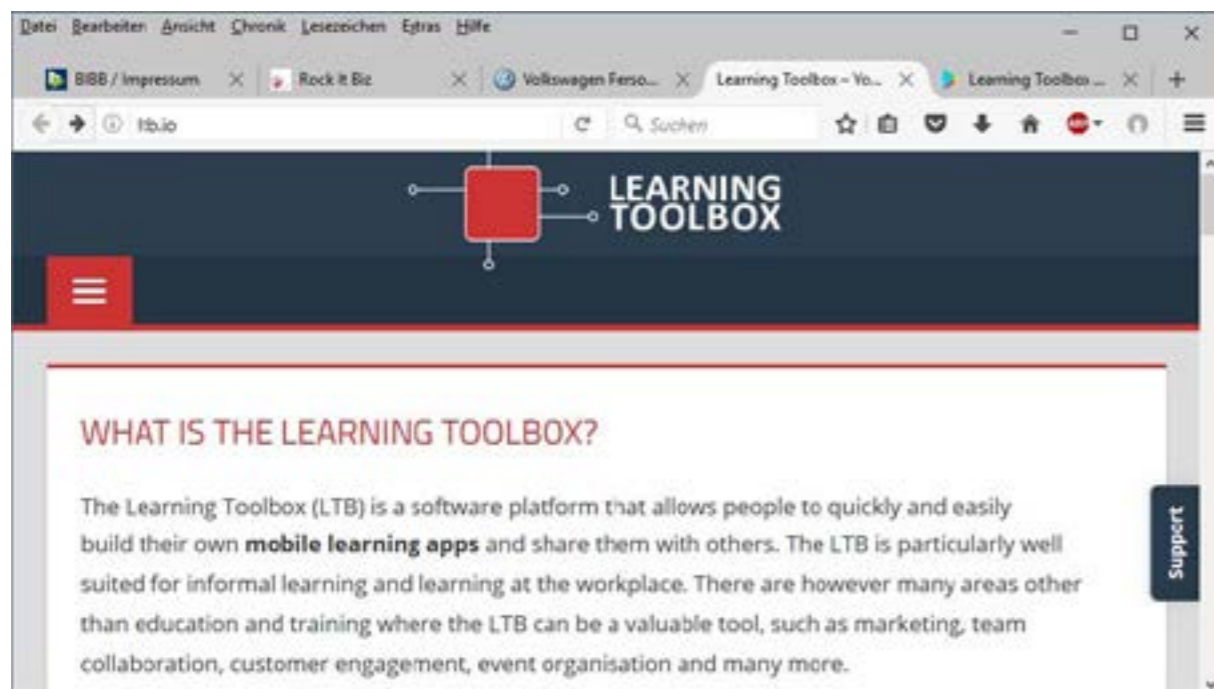 Datei Bearbeiten Ansicht Chronik Lesezeichen Extras Hilfe
BIBB / Impressum Rock It Biz Volkswagen Perso... Learning Toolbox – Yo... Learning Toolbox ...
ltb.io Suchen ABP
LEARNING
TOOLBOX
WHAT IS THE LEARNING TOOLBOX?
The Learning Toolbox (LTB) is a software platform that allows people to quickly and easily
build their own mobile learning apps and share them with others. The LTB is particularly well
suited for informal learning and learning at the workplace. There are however many areas other
than education and training where the LTB can be a valuable tool, such as marketing, team
collaboration, customer engagement, event organisation and many more.
Support